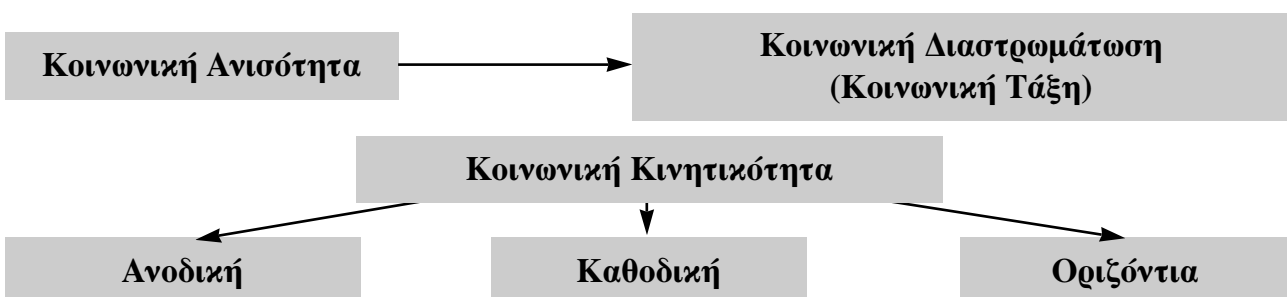 Κοινωνική Ανισότητα
Κοινωνική Διαστρωμάτωση
(Κοινωνική Τάξη)
Κοινωνική Κινητικότητα
Ανοδική
Καθοδική
Οριζόντια